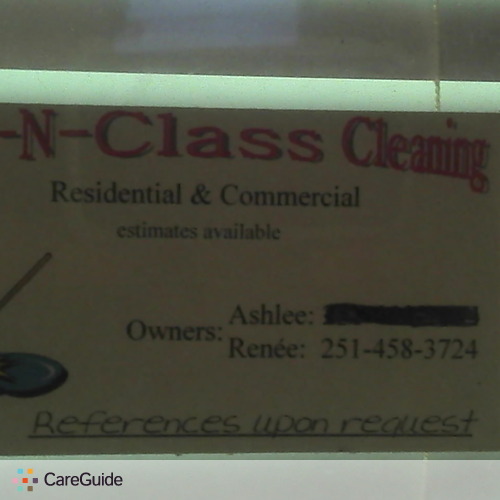 -N-Class Cleaning
Residential & Commercial
estimates available
Owners:
Ashlee:
Renée: 251-458-3724
References upon request
CareGuide